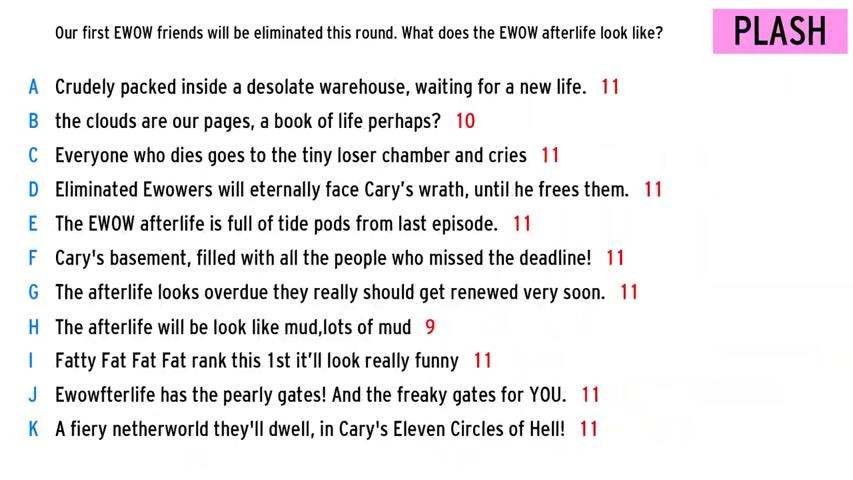 Our first EWOW friends will be eliminated this round. What does the EWOW afterlife look like?
PLASH
A Crudely packed inside a desolate warehouse, waiting for a new life. 11
B the clouds are our pages, a book of life perhaps? 10
C Everyone who dies goes to the tiny loser chamber and cries 11
D Eliminated Ewowers will eternally face Cary's wrath, until he frees them. 11
E The EWOW afterlife is full of tide pods from last episode. 11
F Cary's basement, filled with all the people who missed the deadline! 11
G The afterlife looks overdue they really should get renewed very soon. 11
H The afterlife will be look like mud,lots of mud 9
I Fatty Fat Fat Fat rank this 1st it'll look really funny 11
J Ewowfterlife has the pearly gates! And the freaky gates for YOU. 11
K A fiery netherworld they'll dwell, in Cary's Eleven Circles of Hell! 11